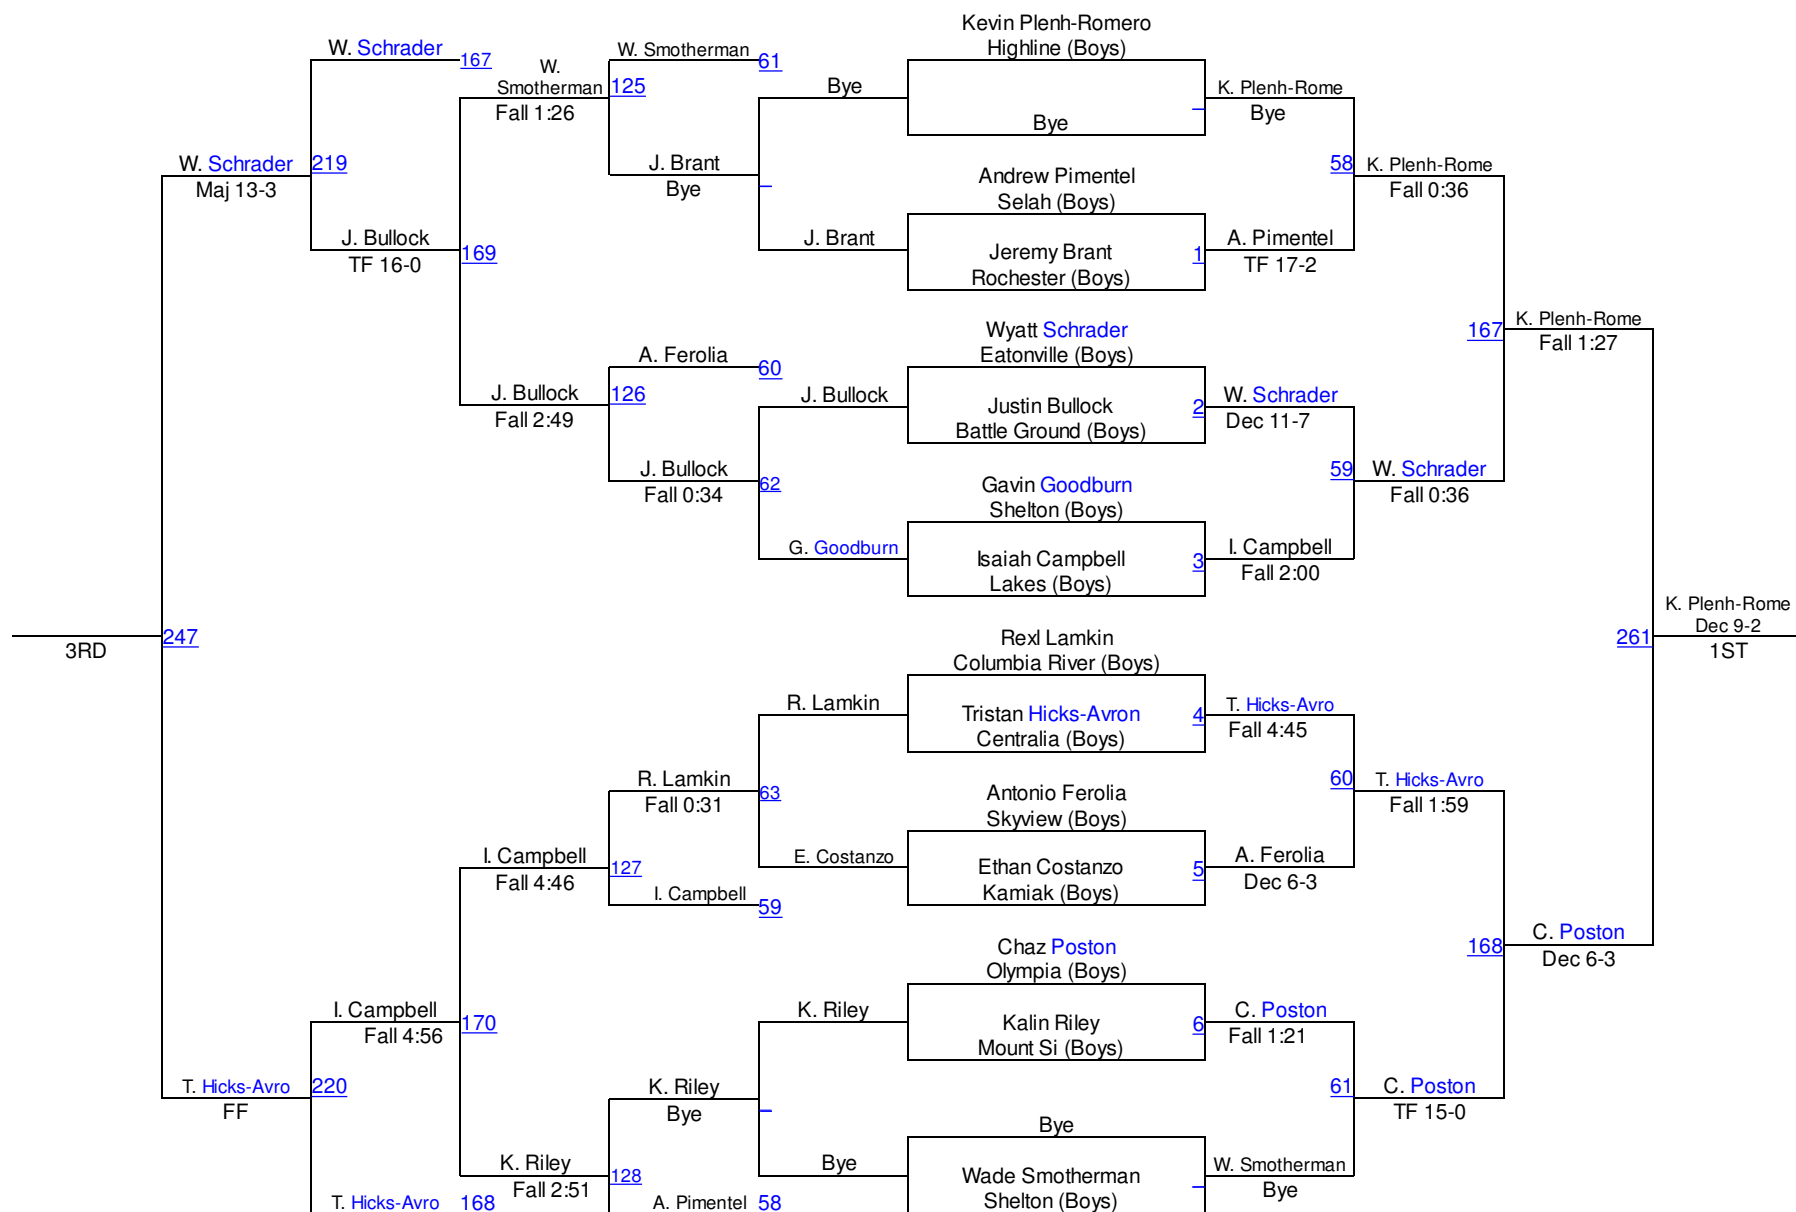 Kevin Plenh-Romero
W. Schrader
W. Smotherman
Highline (Boys)
167
W.
61
Smotherman
125
Bye
K. Plenh-Rome
Fall 1:26
_
Bye
Bye
W. Schrader
219
J. Brant
58
K. Plenh-Rome
Maj 13-3
Bye
_
Andrew Pimentel
Fall 0:36
Selah (Boys)
J. Bullock
169
J. Brant
Jeremy Brant
1
A. Pimentel
TF 16-0
Rochester (Boys)
TF 17-2
Wyatt Schrader
167
K. Plenh-Rome
A. Ferolia
60
Eatonville (Boys)
Fall 1:27
J. Bullock
126
J. Bullock
Justin Bullock
2
W. Schrader
Fall 2:49
Battle Ground (Boys)
Dec 11-7
J. Bullock
62
Gavin Goodburn
59
W. Schrader
Fall 0:34
Shelton (Boys)
Fall 0:36
G. Goodburn
Isaiah Campbell
3
I. Campbell
Lakes (Boys)
Fall 2:00
K. Plenh-Rome
247
Rexl Lamkin
261
Dec 9-2
3RD
Columbia River (Boys)
1ST
R. Lamkin
Tristan Hicks-Avron
4
T. Hicks-Avro
Centralia (Boys)
Fall 4:45
R. Lamkin
63
Antonio Ferolia
60
T. Hicks-Avro
Fall 0:31
Skyview (Boys)
Fall 1:59
I. Campbell
127
E. Costanzo
Ethan Costanzo
5
A. Ferolia
Fall 4:46
Kamiak (Boys)
Dec 6-3
I. Campbell
59
Chaz Poston
168
C. Poston
Olympia (Boys)
Dec 6-3
I. Campbell
170
K. Riley
Kalin Riley
6
C. Poston
Fall 4:56
Mount Si (Boys)
Fall 1:21
T. Hicks-Avro
220
K. Riley
61
C. Poston
FF
Bye
_
TF 15-0
Bye
K. Riley
128
Bye
Wade Smotherman
_
W. Smotherman
Fall 2:51
Bye
T. Hicks-Avro
168
A. Pimentel
58
Shelton (Boys)